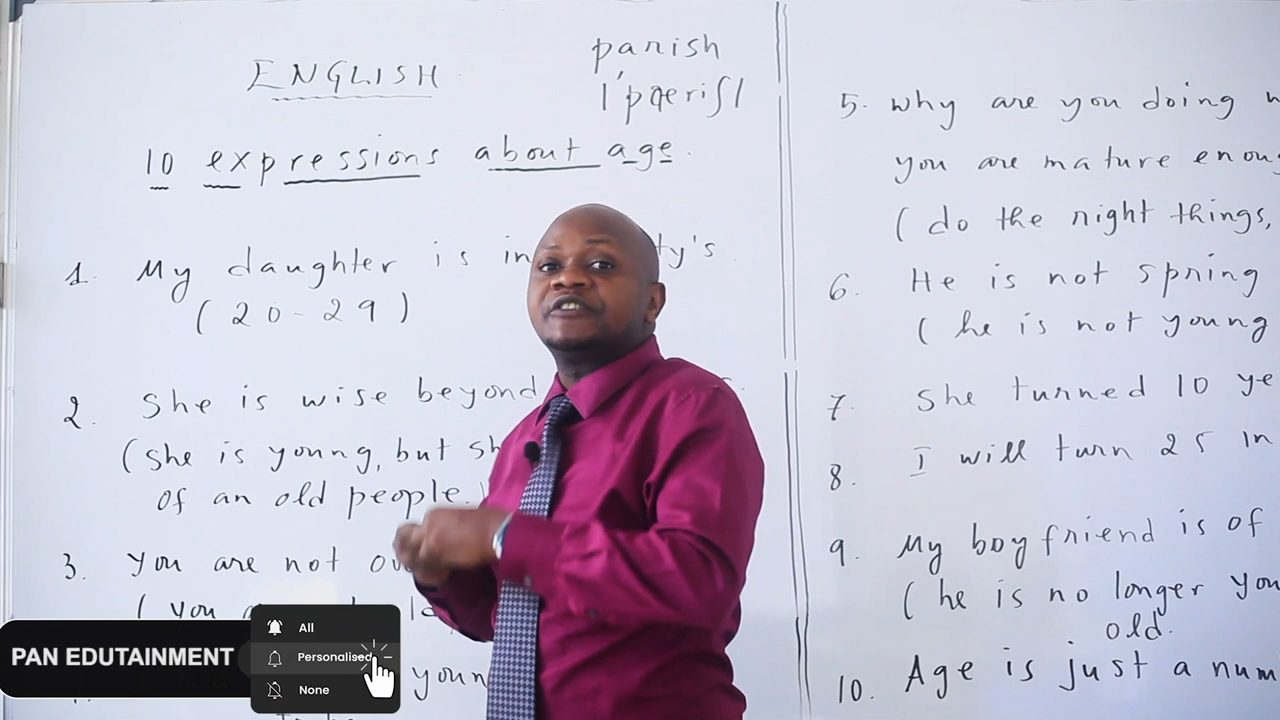 ENGLISH
parish
/'pæriʃ/
10 expressions about age.
1. My daughter is in ty's.
(20-29)
2. She is wise beyond
(she is young, but sh
of an old people.)
3. You are not ov
(you
youn
5. why are you doing
you are mature enoug
(do the right things,
6. He is not spring
(he is not young
7. She turned 10 ye
8. I will turn 25 in
9. My boyfriend is of
(he is no longer you
old.
10. Age is just a num
PAN EDUTAINMENT
All
Personalised
None